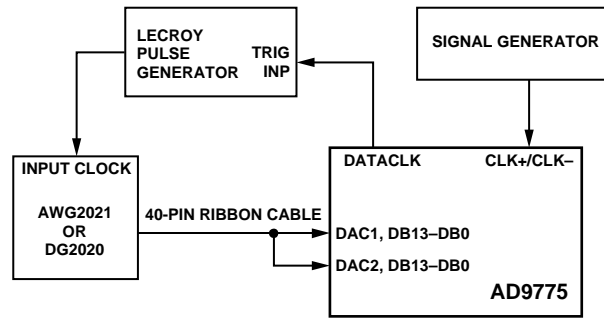 LECROY
PULSE
GENERATOR
TRIG
INP
SIGNAL GENERATOR
INPUT CLOCK
AWG2021
OR
DG2020
40-PIN RIBBON CABLE
DATACLK
CLK+/CLK–
DAC1, DB13–DB0
DAC2, DB13–DB0
AD9775